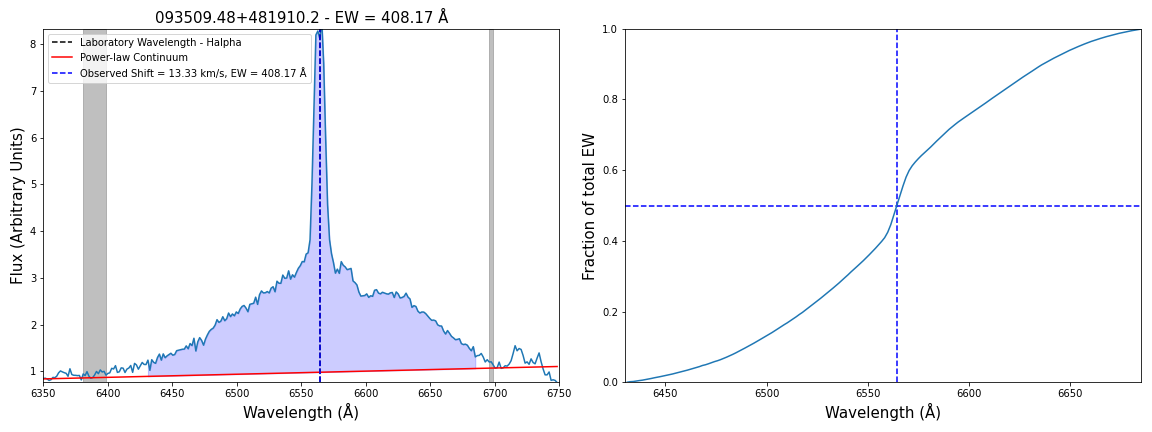 093509.48+481910.2 - EW = 408.17 Å
Laboratory Wavelength - Halpha
Power-law Continuum
Observed Shift = 13.33 km/s, EW = 408.17 Å
Flux (Arbitrary Units)
8
7
6
5
4
3
2
1
6350 6400 6450 6500 6550 6600 6650 6700 6750
Wavelength (Å)
Fraction of total EW
1.0
0.8
0.6
0.4
0.2
0.0
6450 6500 6550 6600 6650
Wavelength (Å)